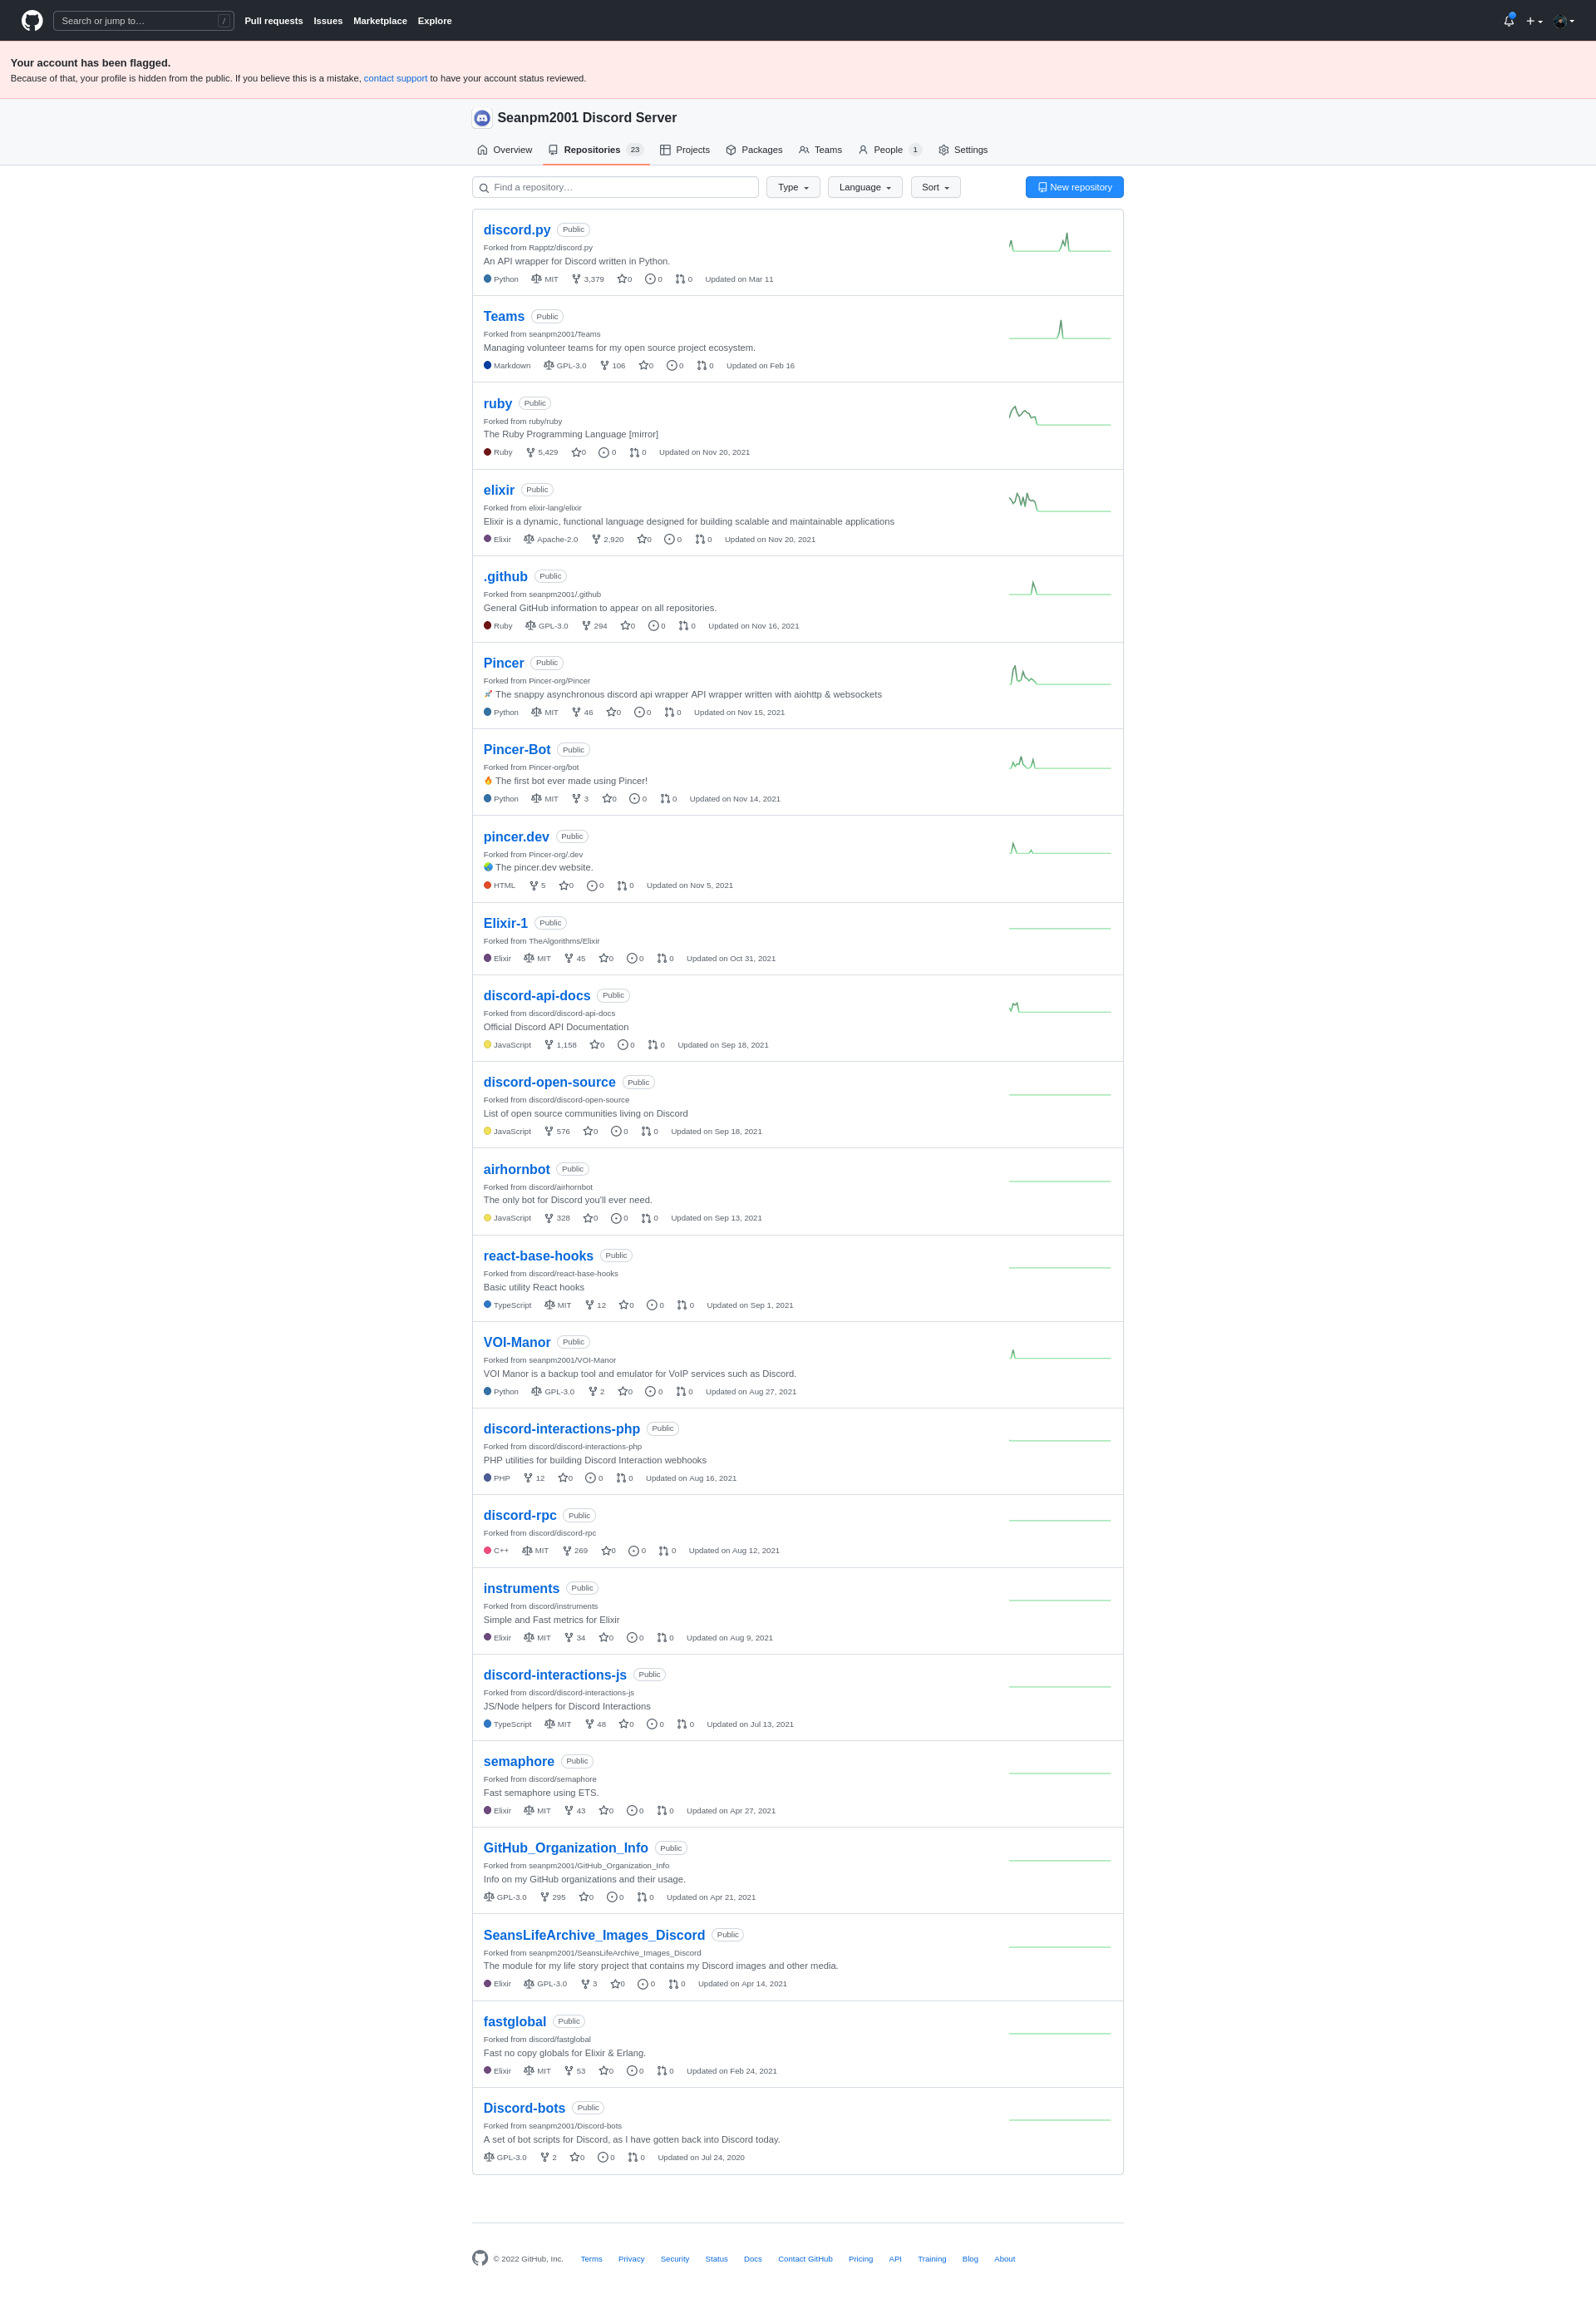 Search or jump to… /
Pull requests Issues Marketplace Explore
Your account has been flagged.
Because of that, your profile is hidden from the public. If you believe this is a mistake, contact support to have your account status reviewed.
Seanpm2001 Discord Server
Overview Repositories 23 Projects Packages Teams People 1 Settings
Find a repository… Type Language Sort New repository
discord.py Public
Forked from Rapptz/discord.py
An API wrapper for Discord written in Python.
Python MIT 3,379 0 0 0 Updated on Mar 11
Teams Public
Forked from seanpm2001/Teams
Managing volunteer teams for my open source project ecosystem.
Markdown GPL-3.0 106 0 0 0 Updated on Feb 16
ruby Public
Forked from ruby/ruby
The Ruby Programming Language [mirror]
Ruby 5,429 0 0 0 Updated on Nov 20, 2021
elixir Public
Forked from elixir-lang/elixir
Elixir is a dynamic, functional language designed for building scalable and maintainable applications
Elixir Apache-2.0 2,920 0 0 0 Updated on Nov 20, 2021
.github Public
Forked from seanpm2001/.github
General GitHub information to appear on all repositories.
Ruby GPL-3.0 294 0 0 0 Updated on Nov 16, 2021
Pincer Public
Forked from Pincer-org/Pincer
🚀 The snappy asynchronous discord api wrapper API wrapper written with aiohttp & websockets
Python MIT 46 0 0 0 Updated on Nov 15, 2021
Pincer-Bot Public
Forked from Pincer-org/bot
🔥 The first bot ever made using Pincer!
Python MIT 3 0 0 0 Updated on Nov 14, 2021
pincer.dev Public
Forked from Pincer-org/.dev
🌏 The pincer.dev website.
HTML 5 0 0 0 Updated on Nov 5, 2021
Elixir-1 Public
Forked from TheAlgorithms/Elixir
Elixir MIT 45 0 0 0 Updated on Oct 31, 2021
discord-api-docs Public
Forked from discord/discord-api-docs
Official Discord API Documentation
JavaScript 1,158 0 0 0 Updated on Sep 18, 2021
discord-open-source Public
Forked from discord/discord-open-source
List of open source communities living on Discord
JavaScript 576 0 0 0 Updated on Sep 18, 2021
airhornbot Public
Forked from discord/airhornbot
The only bot for Discord you'll ever need.
JavaScript 328 0 0 0 Updated on Sep 13, 2021
react-base-hooks Public
Forked from discord/react-base-hooks
Basic utility React hooks
TypeScript MIT 12 0 0 0 Updated on Sep 1, 2021
VOI-Manor Public
Forked from seanpm2001/VOI-Manor
VOI Manor is a backup tool and emulator for VoIP services such as Discord.
Python GPL-3.0 2 0 0 0 Updated on Aug 27, 2021
discord-interactions-php Public
Forked from discord/discord-interactions-php
PHP utilities for building Discord Interaction webhooks
PHP 12 0 0 0 Updated on Aug 16, 2021
discord-rpc Public
Forked from discord/discord-rpc
C++ MIT 269 0 0 0 Updated on Aug 12, 2021
instruments Public
Forked from discord/instruments
Simple and Fast metrics for Elixir
Elixir MIT 34 0 0 0 Updated on Aug 9, 2021
discord-interactions-js Public
Forked from discord/discord-interactions-js
JS/Node helpers for Discord Interactions
TypeScript MIT 48 0 0 0 Updated on Jul 13, 2021
semaphore Public
Forked from discord/semaphore
Fast semaphore using ETS.
Elixir MIT 43 0 0 0 Updated on Apr 27, 2021
GitHub_Organization_Info Public
Forked from seanpm2001/GitHub_Organization_Info
Info on my GitHub organizations and their usage.
GPL-3.0 295 0 0 0 Updated on Apr 21, 2021
SeansLifeArchive_Images_Discord Public
Forked from seanpm2001/SeansLifeArchive_Images_Discord
The module for my life story project that contains my Discord images and other media.
Elixir GPL-3.0 3 0 0 0 Updated on Apr 14, 2021
fastglobal Public
Forked from discord/fastglobal
Fast no copy globals for Elixir & Erlang.
Elixir MIT 53 0 0 0 Updated on Feb 24, 2021
Discord-bots Public
Forked from seanpm2001/Discord-bots
A set of bot scripts for Discord, as I have gotten back into Discord today.
GPL-3.0 2 0 0 0 Updated on Jul 24, 2020
© 2022 GitHub, Inc. Terms Privacy Security Status Docs Contact GitHub Pricing API Training Blog About